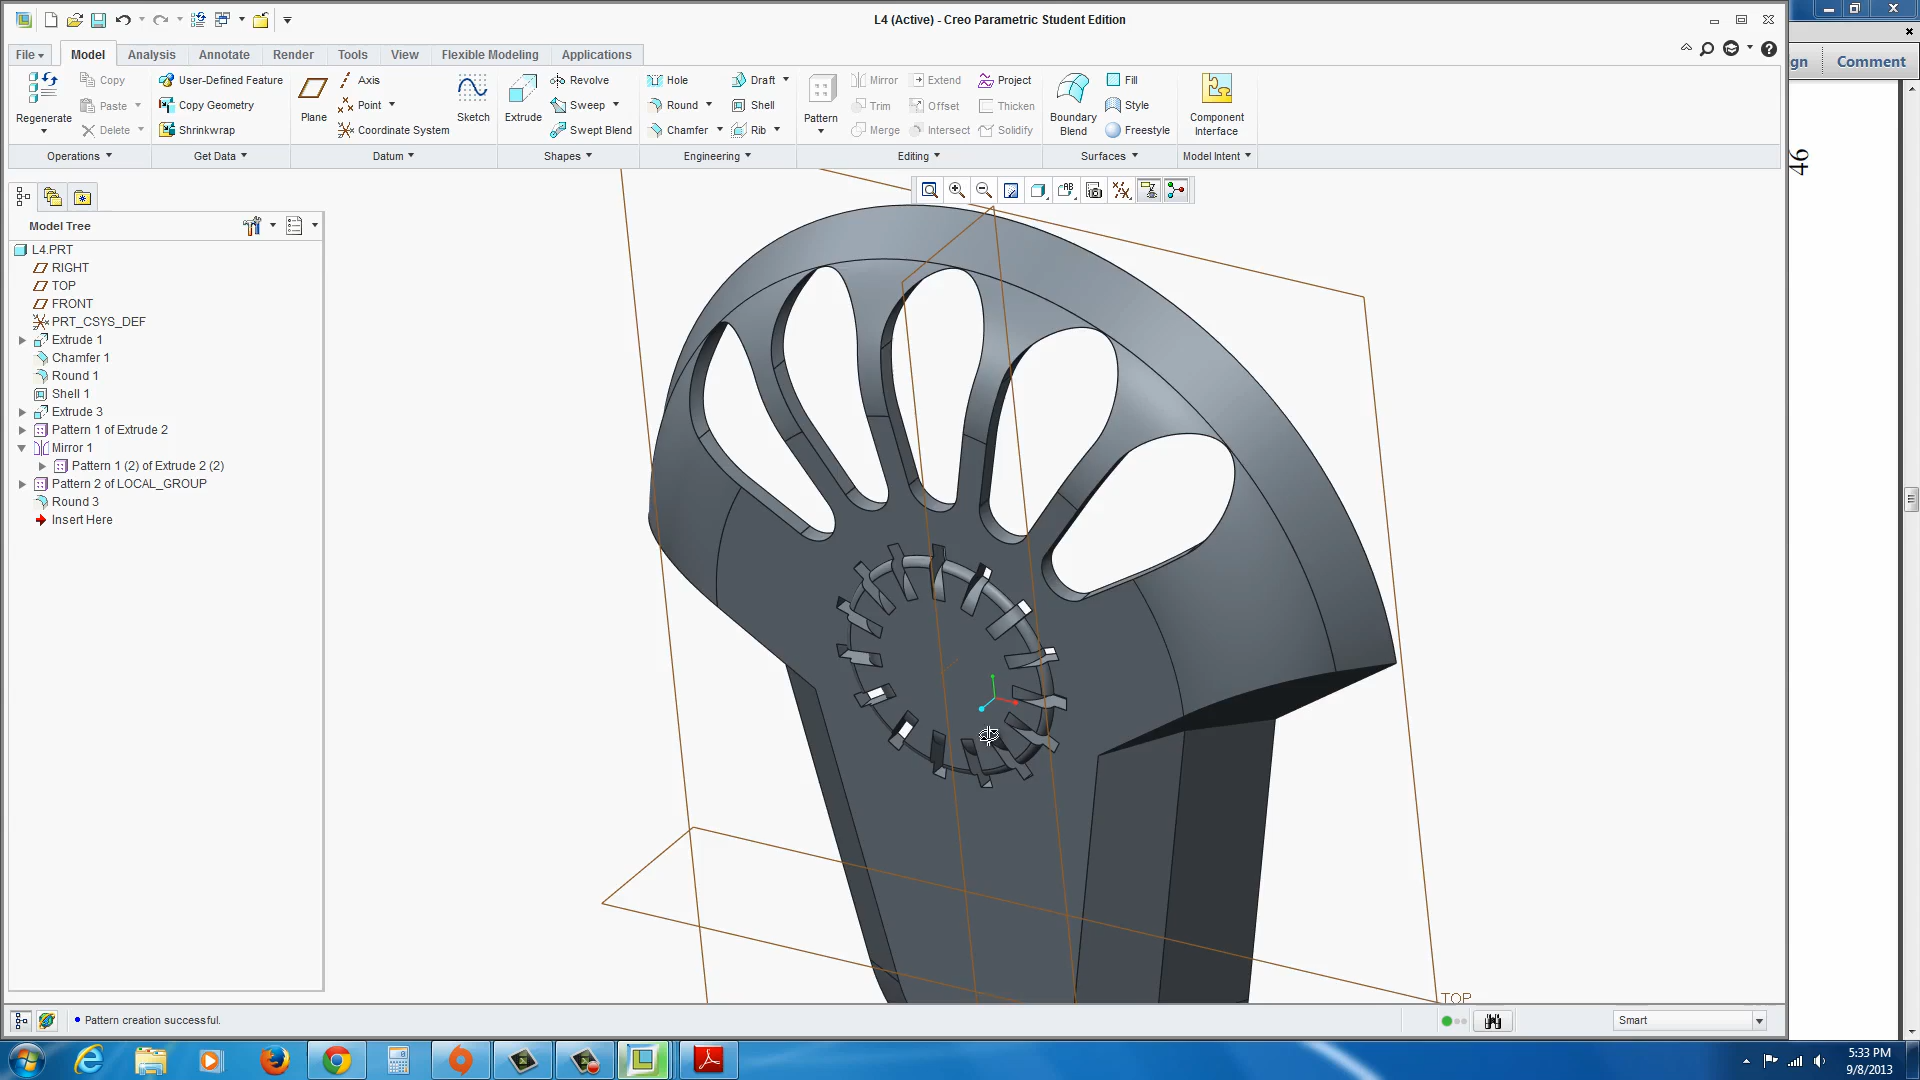 L4 (Active) - Creo Parametric Student Edition
File Model Analysis Annotate Render Tools View Flexible Modeling Applications
gn Comment
Regenerate
Copy
Paste
Delete
Operations
User-Defined Feature
Copy Geometry
Shrinkwrap
Get Data
Plane
Axis
Point
Coordinate System
Sketch
Datum
Extrude
Revolve
Sweep
Swept Blend
Shapes
Hole
Round
Chamfer
Draft
Shell
Rib
Engineering
Pattern
Mirror
Trim
Merge
Extend
Offset
Intersect
Project
Thicken
Solidify
Editing
Boundary
Blend
Fill
Style
Freestyle
Surfaces
Component
Interface
Model Intent
46
Model Tree
L4.PRT
RIGHT
TOP
FRONT
PRT_CSYS_DEF
Extrude 1
Chamfer 1
Round 1
Shell 1
Extrude 3
Pattern 1 of Extrude 2
Mirror 1
Pattern 1 (2) of Extrude 2 (2)
Pattern 2 of LOCAL_GROUP
Round 3
Insert Here
TOP
Pattern creation successful.
Smart
5:33 PM
9/8/2013